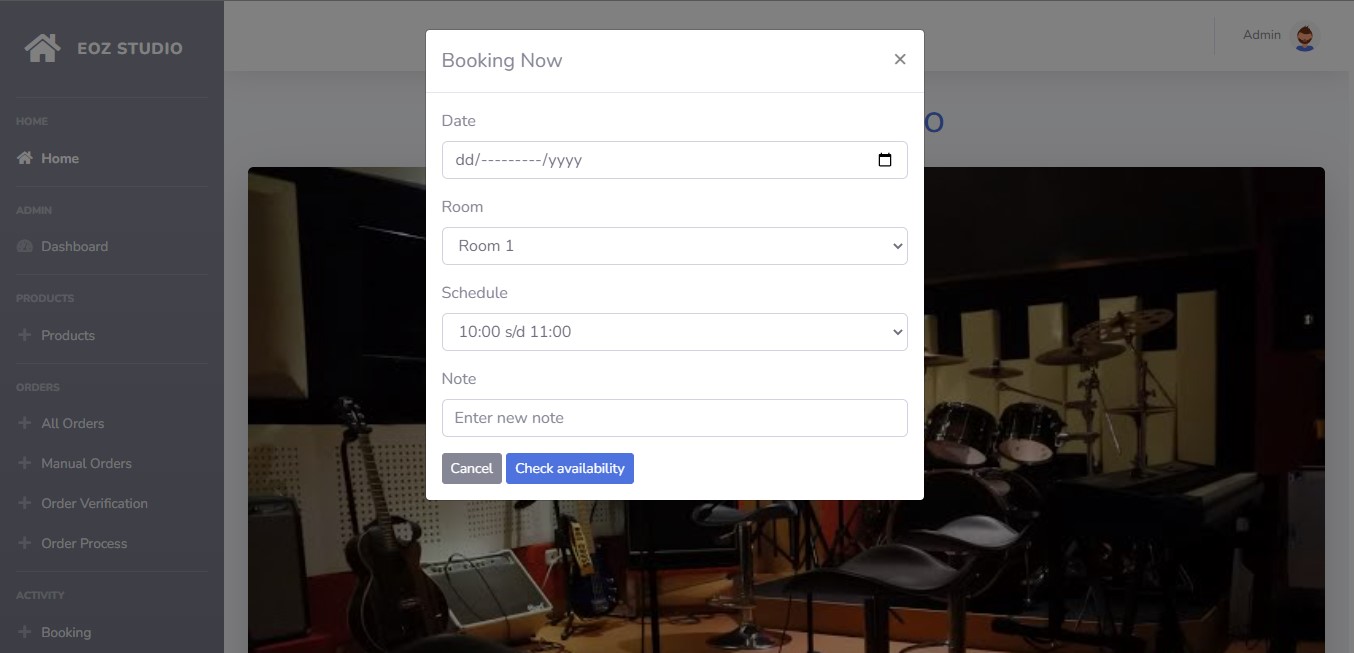 EOZ STUDIO
HOME
Home
ADMIN
Dashboard
PRODUCTS
Products
ORDERS
All Orders
Manual Orders
Order Verification
Order Process
ACTIVITY
Booking
Admin
O
Booking Now
×
Date
dd/---------/yyyy
Room
Room 1
Schedule
10:00 s/d 11:00
Note
Enter new note
Cancel
Check availability